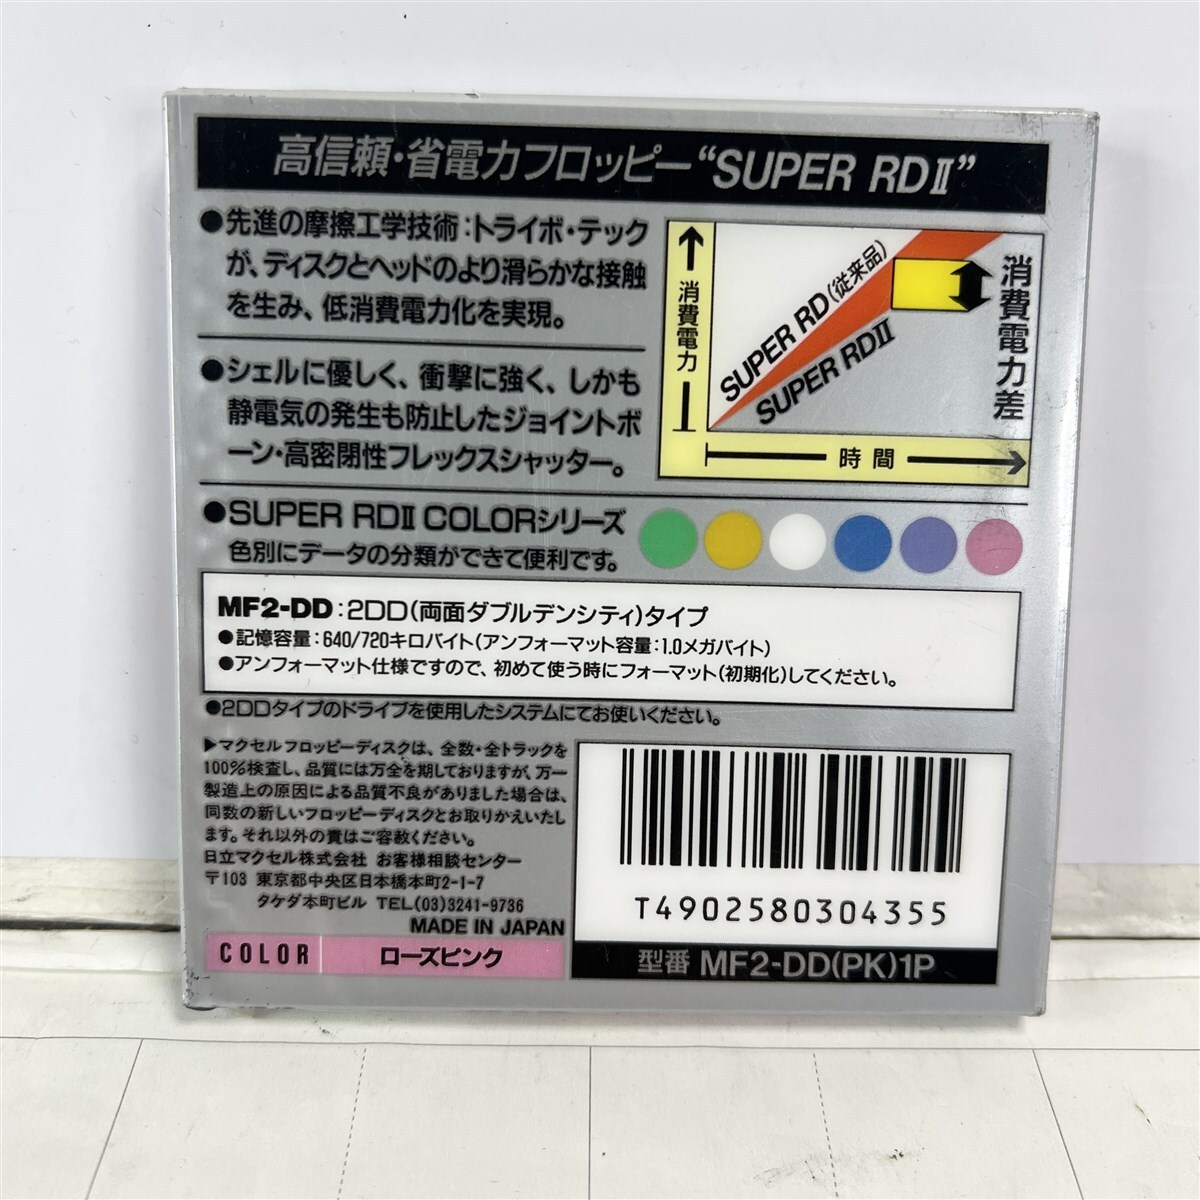 高信頼・省電力フロッピー“SUPER RDⅡ”
●先進の摩擦工学技術:トライボ・テック
が、ディスクとヘッドのより滑らかな接触
を生み、低消費電力化を実現。
●シェルに優しく、衝撃に強く、しかも
静電気の発生も防止したジョイントボ
ーン・高密閉性フレックスシャッター。
消費電力
SUPER RD(従来品)
SUPER RDⅡ
消費電力差
時間
●SUPER RDⅡ COLORシリーズ
色別にデータの分類ができて便利です。
MF2-DD:2DD(両面ダブルデンシティ)タイプ
●記憶容量:640/720キロバイト(アンフォーマット容量:1.0メガバイト)
●アンフォーマット仕様ですので、初めて使う時にフォーマット(初期化)してください。
●2DDタイプのドライブを使用したシステムにてお使いください。
▶マクセルフロッピーディスクは、全数・全トラックを
100%検査し、品質には万全を期しておりますが、万一
製造上の原因による品質不良がありました場合は、
同数の新しいフロッピーディスクとお取りかえいたし
ます。それ以外の責はご容赦ください。
日立マクセル株式会社 お客様相談センター
〒103 東京都中央区日本橋本町2-1-7
タケダ本町ビル TEL(03)3241-9736
MADE IN JAPAN
COLOR ローズピンク
T4902580304355
型番 MF2-DD(PK)1P